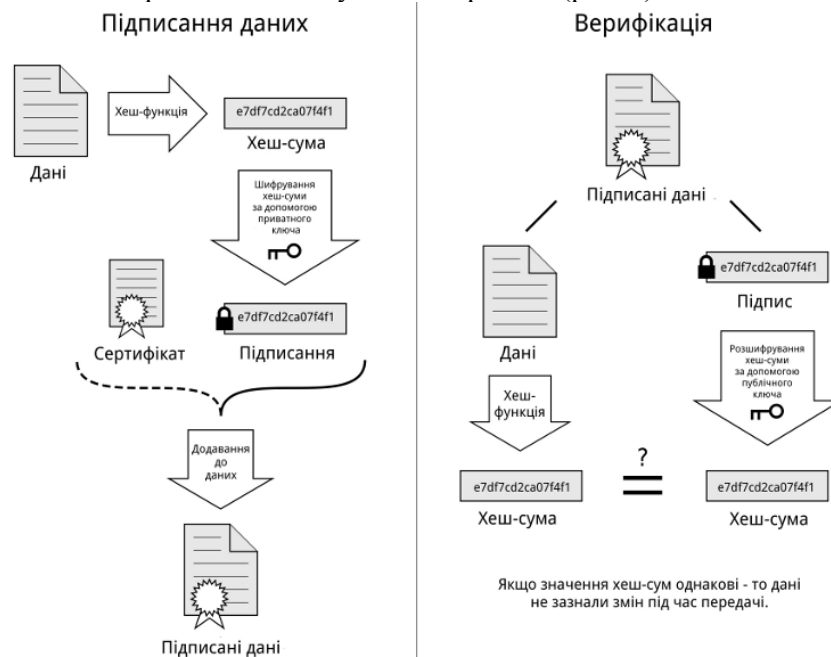 Підписання даних
Дані
Хеш-функція
e7df7cd2ca07f4f1
Хеш-сума
Шифрування
хеш-суми
за допомогою
приватного
ключа
Сертифікат
e7df7cd2ca07f4f1
Підписання
Додавання
до
даних
Підписані дані
Верифікація
Підписані дані
Дані
e7df7cd2ca07f4f1
Підпис
Хеш-
функція
Розшифрування
хеш-суми
за допомогою
публічного
ключа
e7df7cd2ca07f4f1
Хеш-сума
?
=
e7df7cd2ca07f4f1
Хеш-сума
Якщо значення хеш-сум однакові - то дані
не зазнали змін під час передачі.